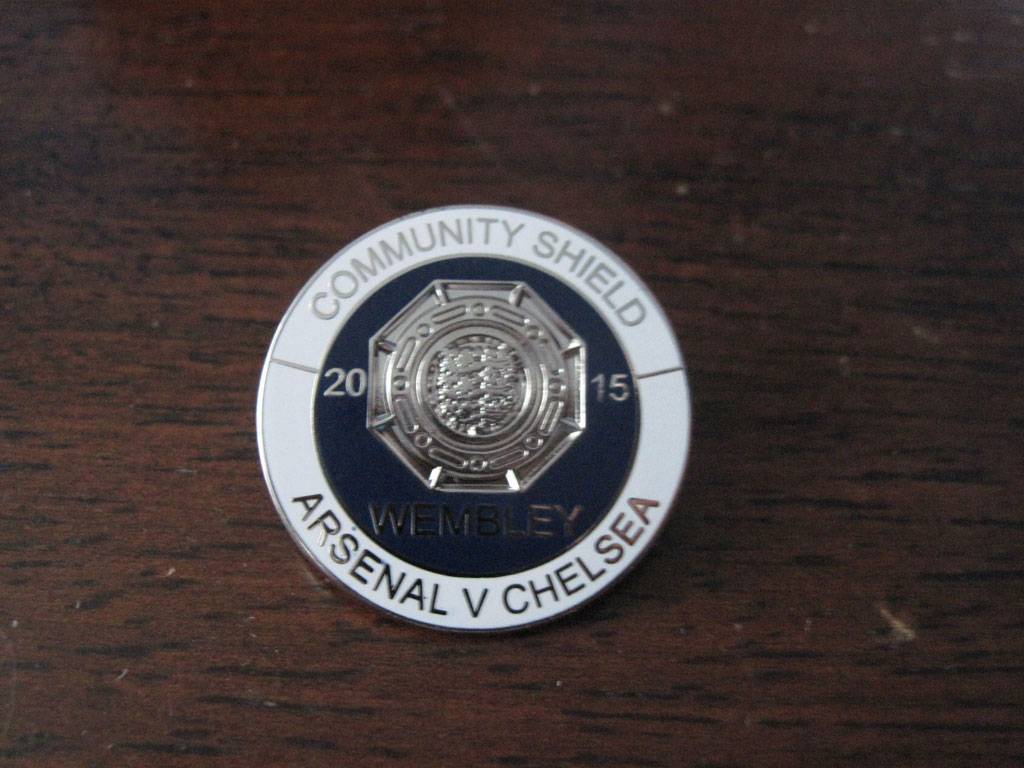 COMMUNITY SHIELD
20 15
WEMBLEY
ARSENAL V CHELSEA